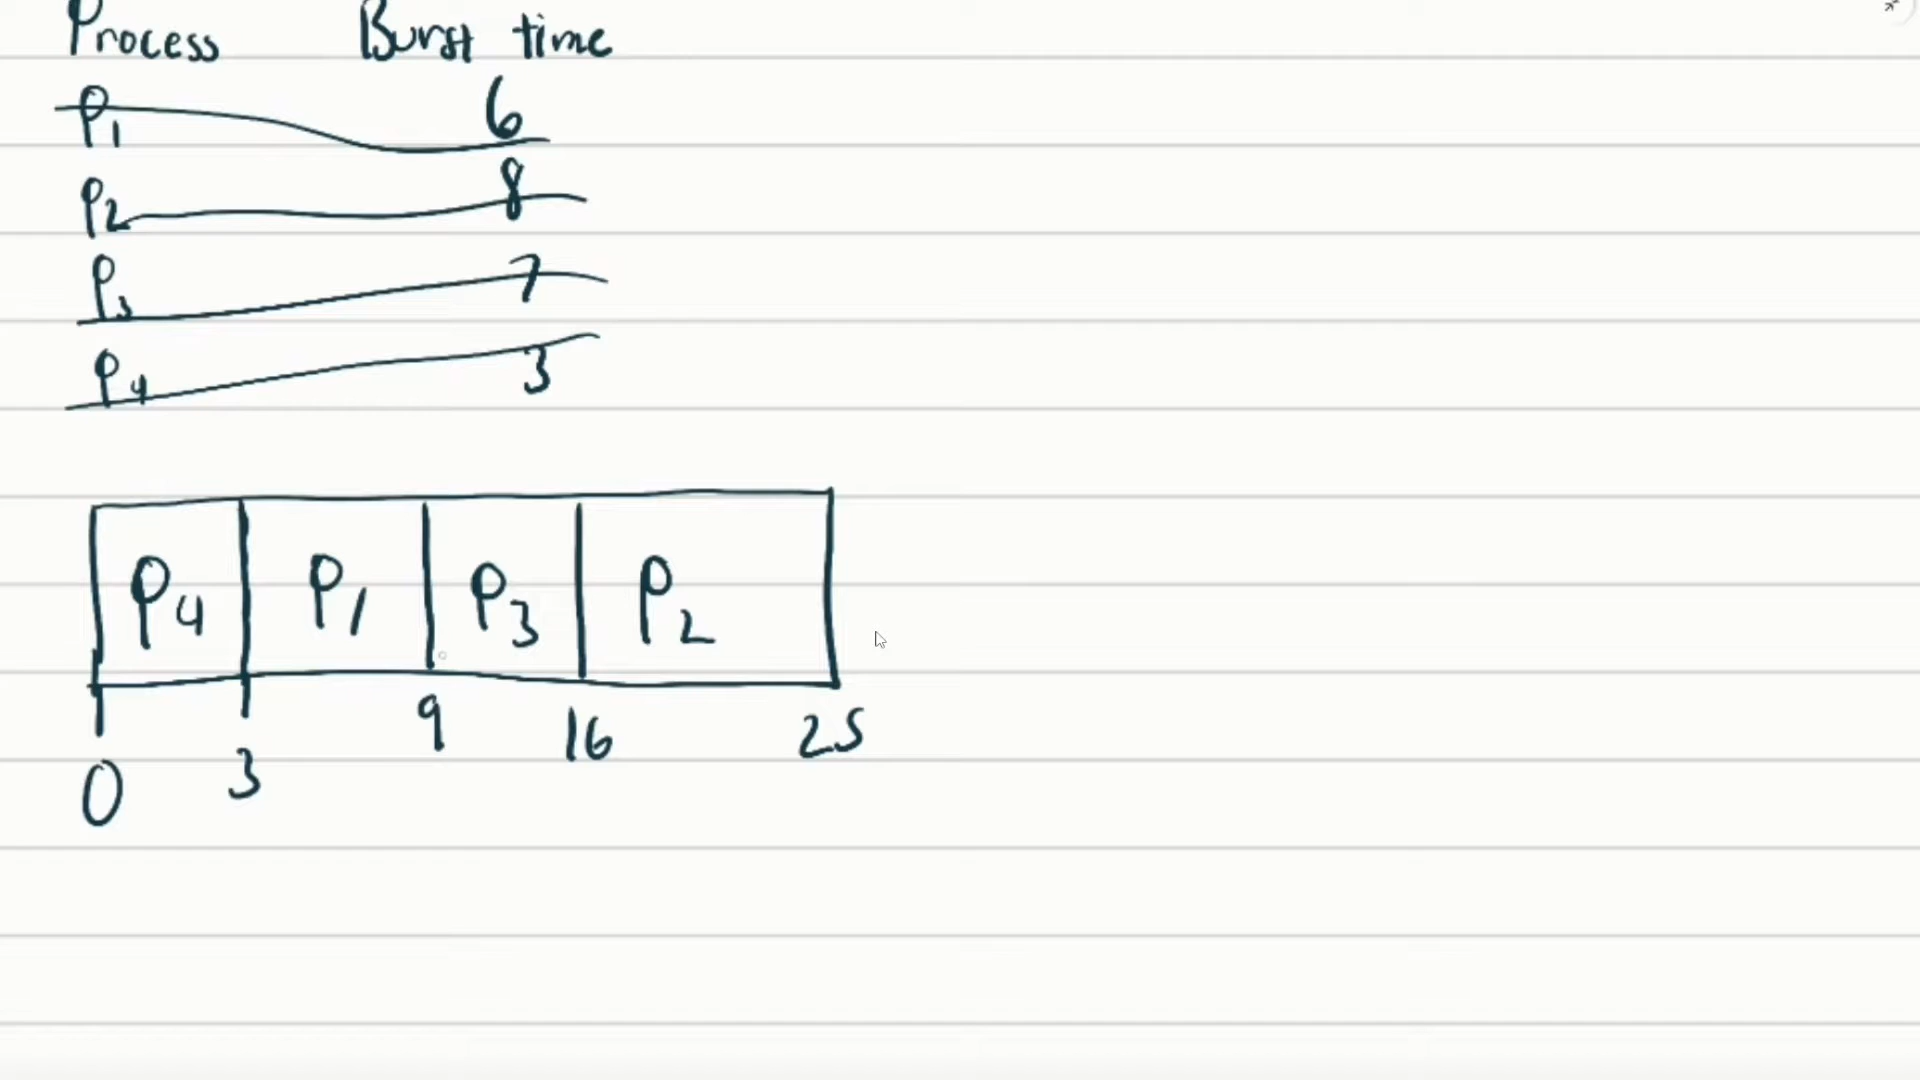 Process Burst time
P1 6
P2 8
P3 7
P4 3
P4 P1 P3 P2
0 3 9 16 25